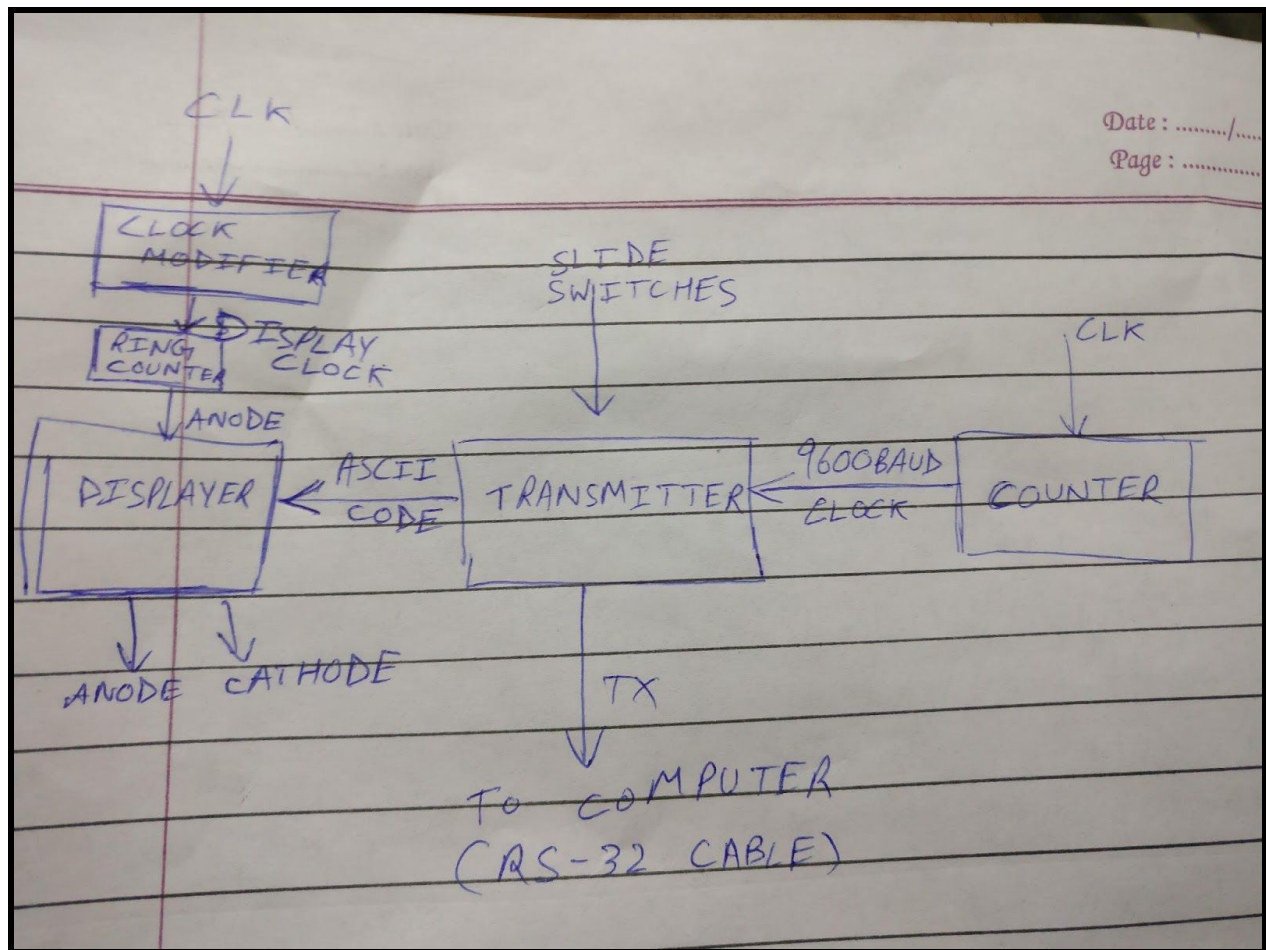 CLK
Date : ........./.....
Page : ..............
CLOCK
MODIFIER
SLIDE
SWITCHES
RING
COUNTER
DISPLAY
CLOCK
CLK
ANODE
DISPLAYER
ASCII
CODE
TRANSMITTER
9600BAUD
CLOCK
COUNTER
ANODE
CATHODE
TX
To COMPUTER
(RS-32 CABLE)